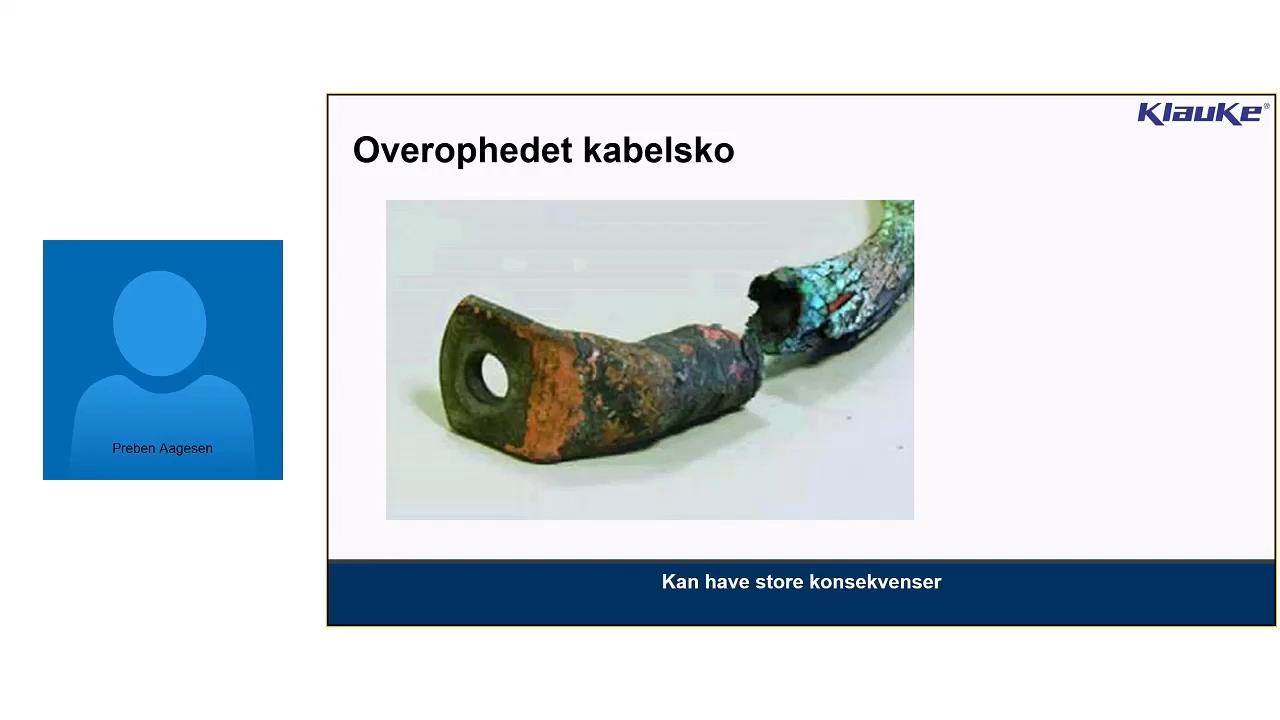 Klauke®
Overophedet kabelsko
Preben Aagesen
Kan have store konsekvenser